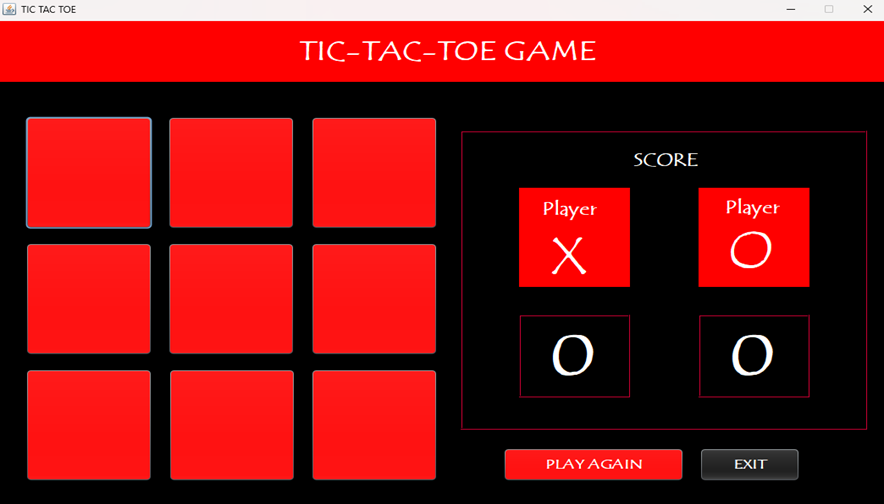 TIC TAC TOE
TIC-TAC-TOE GAME
SCORE
Player Player
X O
0 0
PLAY AGAIN EXIT